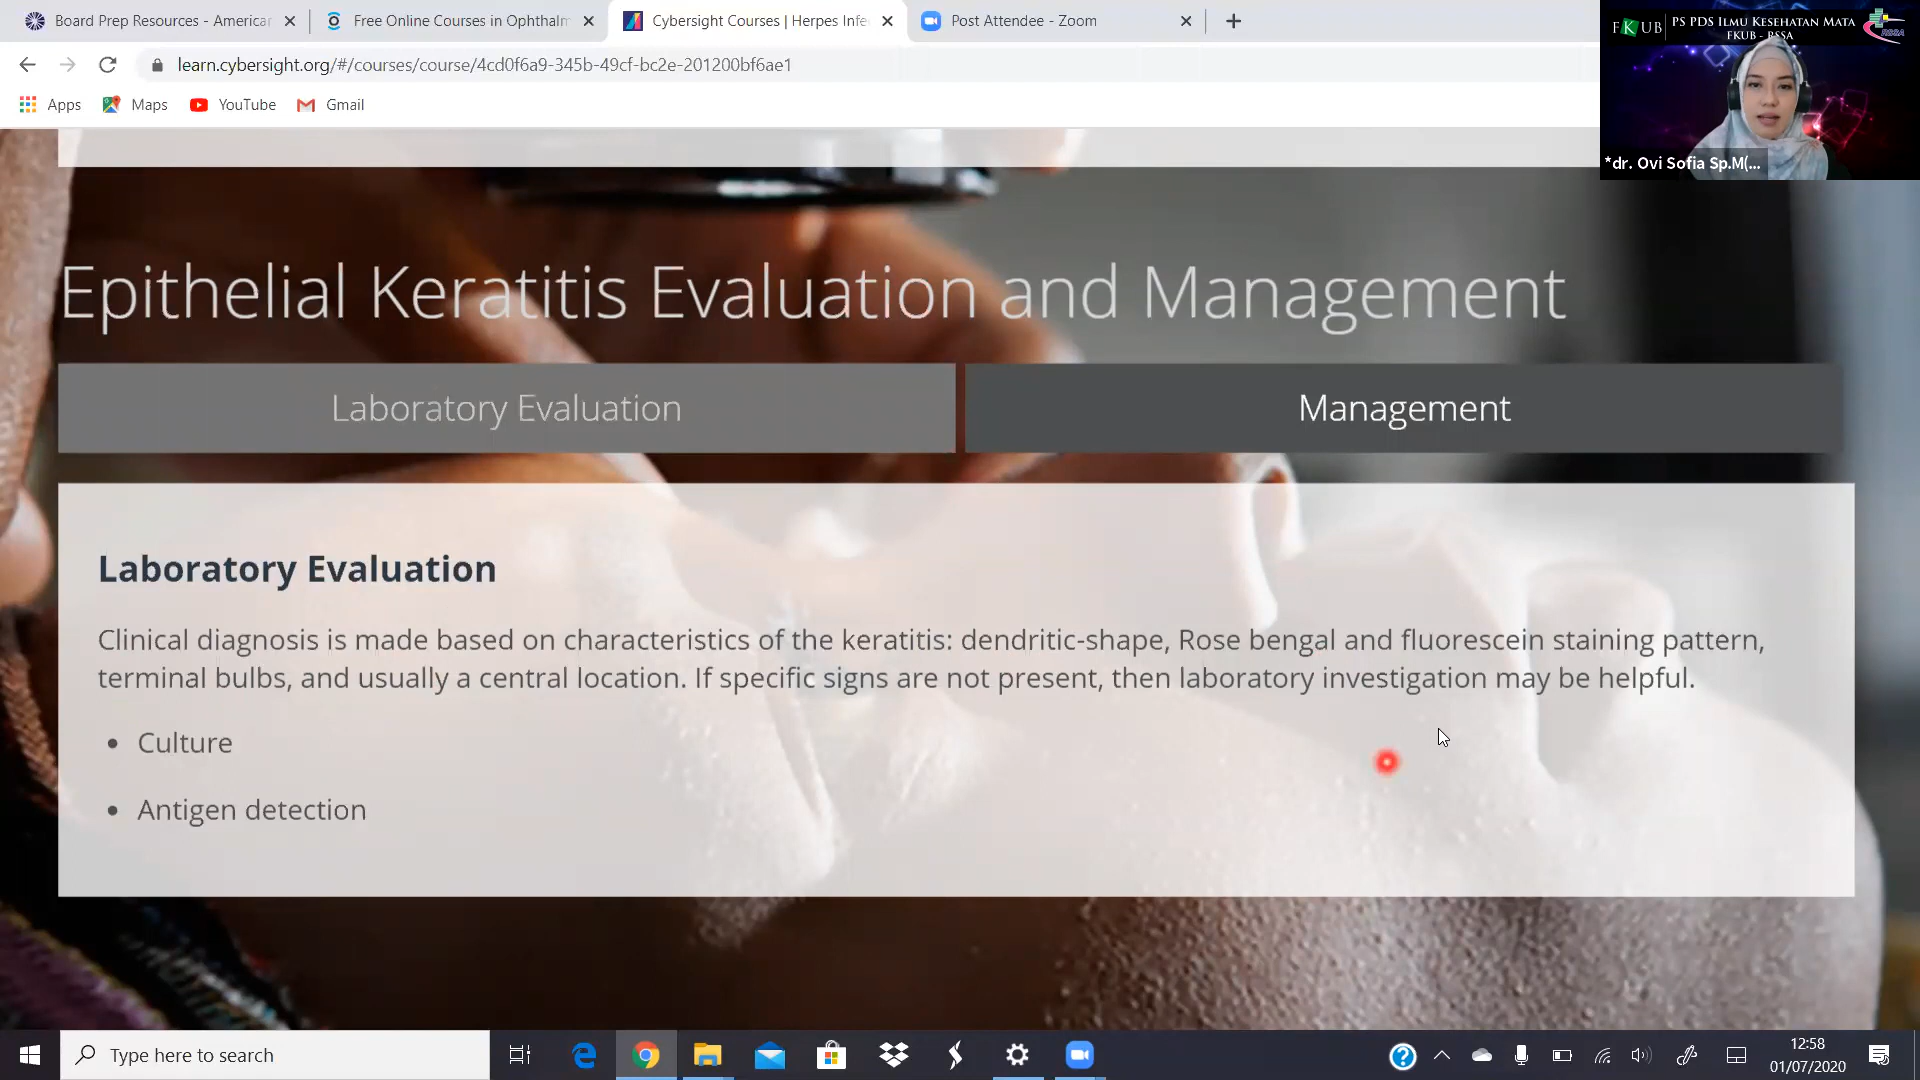 Board Prep Resources - American
Free Online Courses in Ophthalm
Cybersight Courses | Herpes Infe
Post Attendee - Zoom
learn.cybersight.org/#/courses/course/4cd0f6a9-345b-49cf-bc2e-201200bf6ae1
Apps
Maps
YouTube
Gmail
FKUB
PS PDS Ilmu Kesehatan Mata
FKUB - RSSA
RSSA
*dr. Ovi Sofia Sp.M(...
Epithelial Keratitis Evaluation and Management
Laboratory Evaluation
Management
Laboratory Evaluation
Clinical diagnosis is made based on characteristics of the keratitis: dendritic-shape, Rose bengal and fluorescein staining pattern,
terminal bulbs, and usually a central location. If specific signs are not present, then laboratory investigation may be helpful.
• Culture
• Antigen detection
Type here to search
12:58
01/07/2020